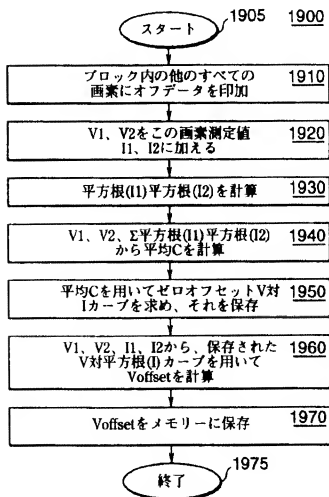 1905
1900
スタート
1910
ブロック内の他のすべての
画素にオフデータを印加
1920
V1、V2をこの画素測定値
I1、I2に加える
1930
平方根(I1)平方根(I2)を計算
1940
V1、V2、Σ平方根(I1)平方根(I2)
から平均Cを計算
1950
平均Cを用いてゼロオフセットV対
Iカーブを求め、それを保存
1960
V1、V2、I1、I2から、保存された
V対平方根(I)カーブを用いて
Voffsetを計算
1970
Voffsetをメモリーに保存
1975
終了